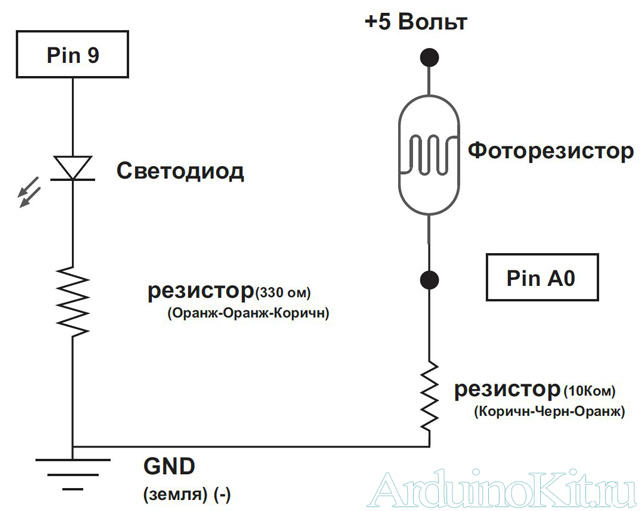 +5 Вольт
Pin 9
Светодиод
Фоторезистор
Pin A0
резистор(330 ом)
(Оранж-Оранж-Коричн)
резистор(10Ком)
(Коричн-Черн-Оранж)
GND
(земля) (-)
ArduinoKit.ru